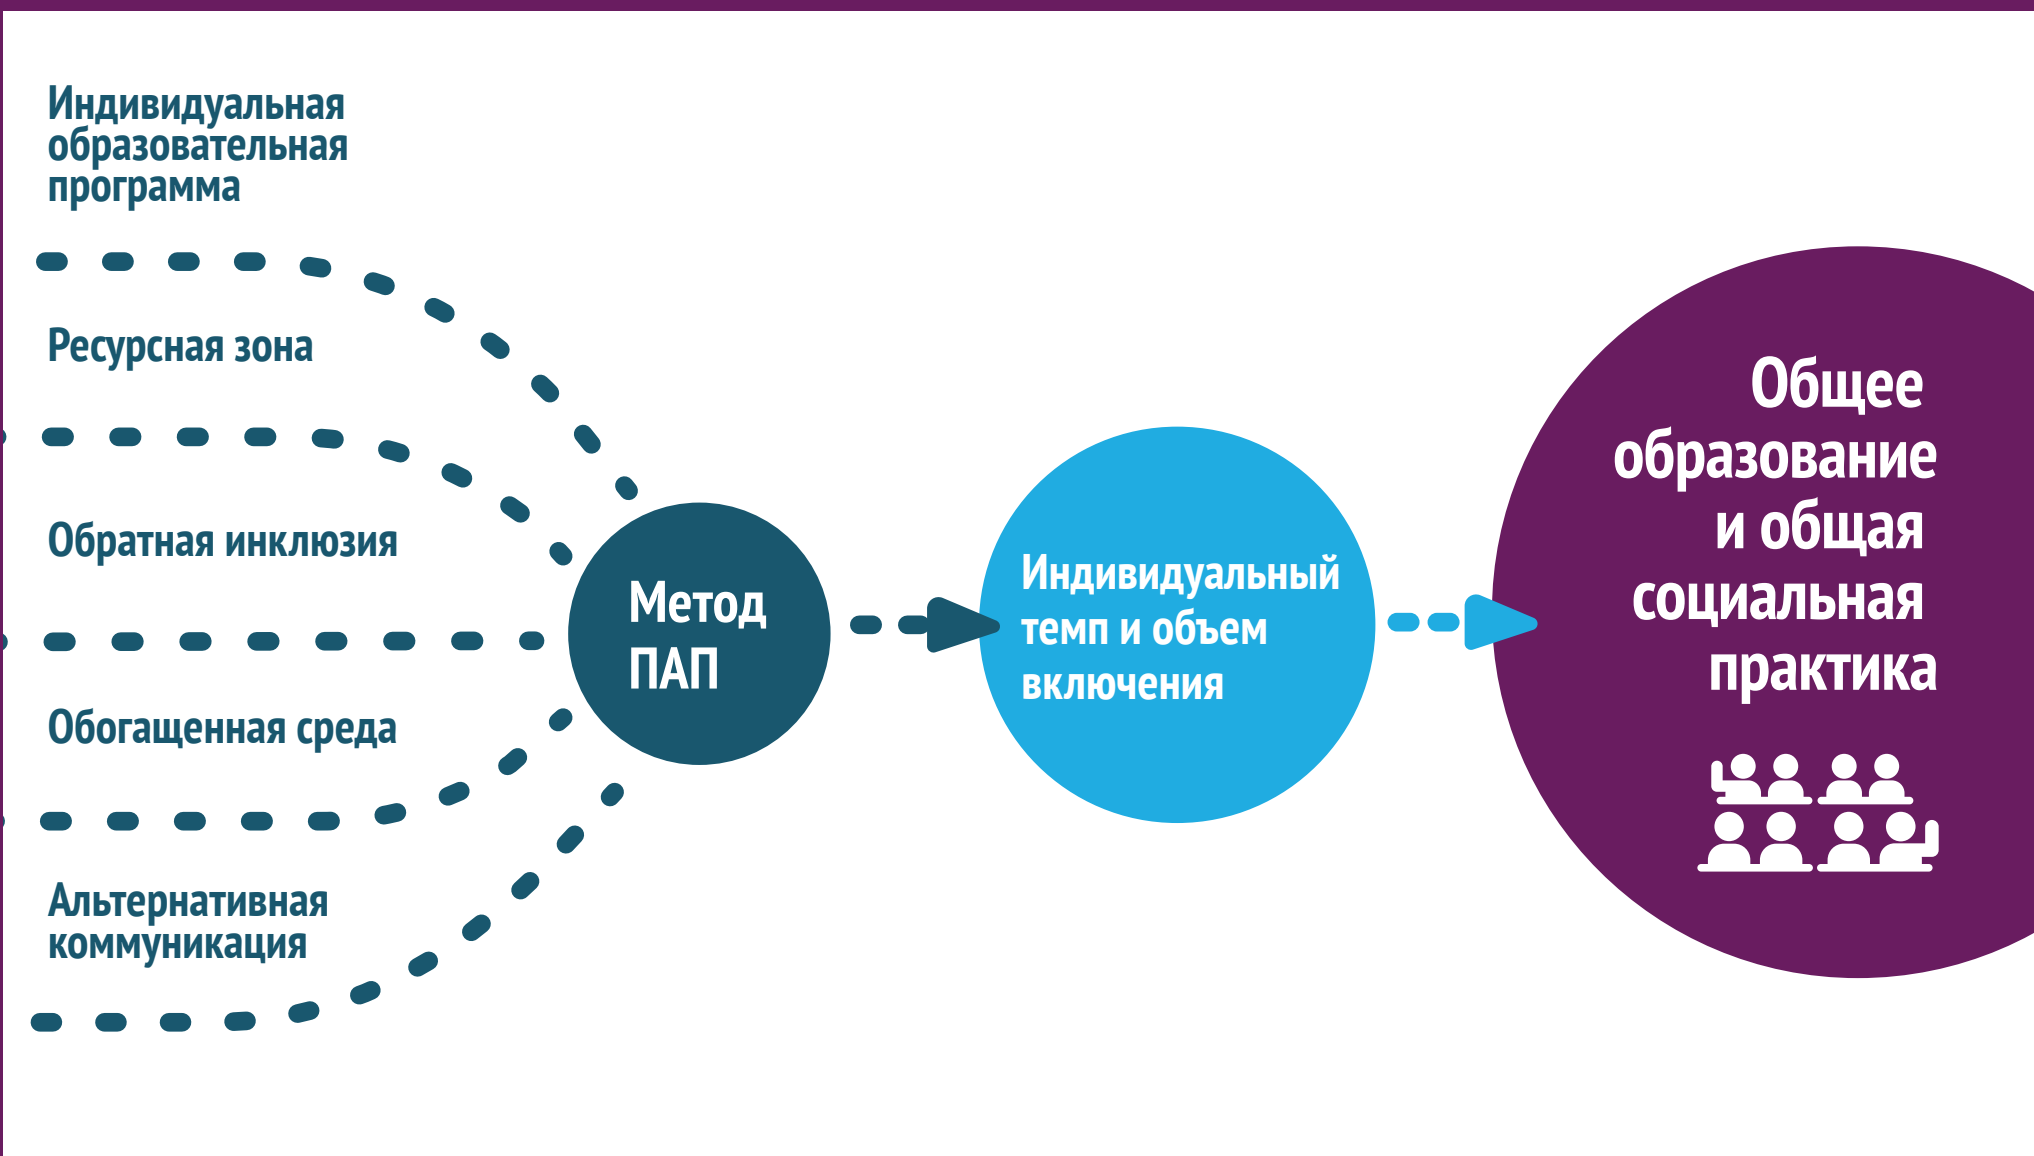 Индивидуальная
образовательная
программа
Ресурсная зона
Обратная инклюзия
Обогащенная среда
Альтернативная
коммуникация
Метод
ПАП
Индивидуальный
темп и объем
включения
Общее
образование
и общая
социальная
практика